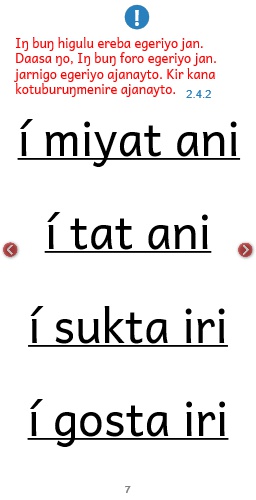 !
Iŋ buŋ higulu ereba egeriyo jan.
Daasa ŋo, Iŋ buŋ foro egeriyo jan.
jarnigo egeriyo ajanayto. Kir kana
kotuburuŋmenire ajanayto. 2.4.2
í miyat ani
í tat ani
í sukta iri
í gosta iri
7